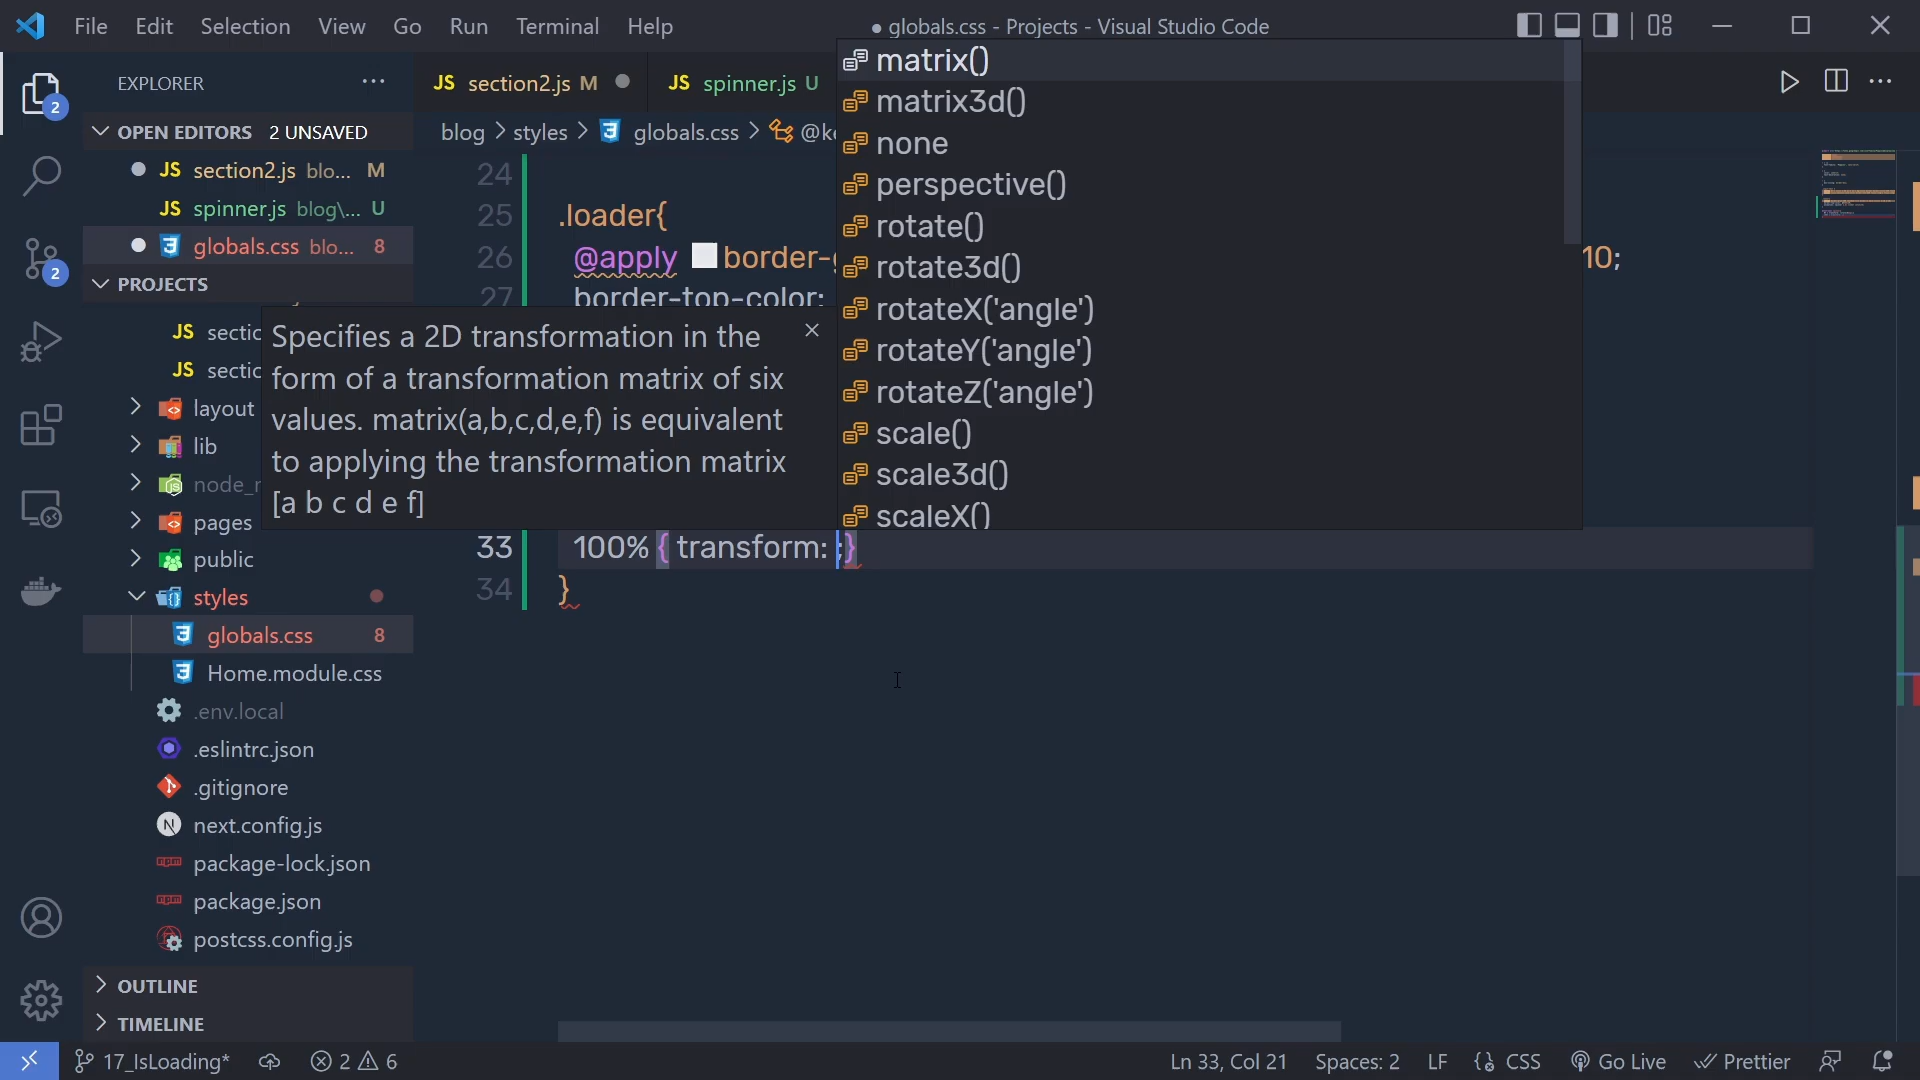 File Edit Selection View Go Run Terminal Help
● globals.css - Projects - Visual Studio Code
EXPLORER
OPEN EDITORS 2 UNSAVED
JS section2.js blo... M
JS spinner.js blog\... U
globals.css blo... 8
PROJECTS
JS sectic
JS sectic
layout
lib
node_r
pages
public
styles
globals.css 8
Home.module.css
.env.local
.eslintrc.json
.gitignore
next.config.js
package-lock.json
package.json
postcss.config.js
OUTLINE
TIMELINE
2
2
JS section2.js M
JS spinner.js U
blog > styles > globals.css > @ke
24
25 .loader{
26 @apply border-g 10;
27 border-top-color:
33 100% { transform: ;}
34 }
Specifies a 2D transformation in the
form of a transformation matrix of six
values. matrix(a,b,c,d,e,f) is equivalent
to applying the transformation matrix
[a b c d e f]
matrix()
matrix3d()
none
perspective()
rotate()
rotate3d()
rotateX('angle')
rotateY('angle')
rotateZ('angle')
scale()
scale3d()
scaleX()
17_IsLoading* 2 6
Ln 33, Col 21 Spaces: 2 LF CSS Go Live Prettier